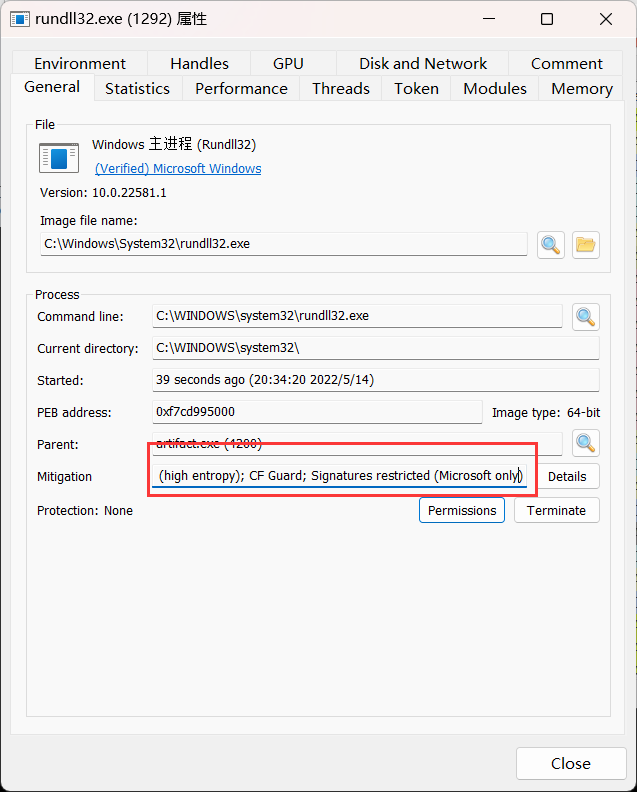 rundll32.exe (1292) 属性
Environment Handles GPU Disk and Network Comment
General Statistics Performance Threads Token Modules Memory
File
Windows 主进程 (Rundll32)
(Verified) Microsoft Windows
Version: 10.0.22581.1
Image file name:
C:\Windows\System32\rundll32.exe
Process
Command line: C:\WINDOWS\system32\rundll32.exe
Current directory: C:\WINDOWS\system32\
Started: 39 seconds ago (20:34:20 2022/5/14)
PEB address: 0xf7cd995000 Image type: 64-bit
Parent: artifact.exe (4200)
Mitigation (high entropy); CF Guard; Signatures restricted (Microsoft only) Details
Protection: None Permissions Terminate
Close